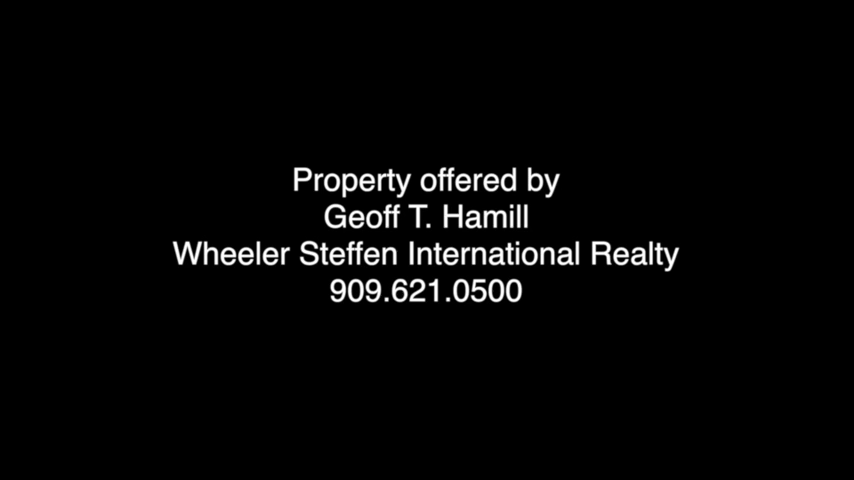 Property offered by
Geoff T. Hamill
Wheeler Steffen International Realty
909.621.0500